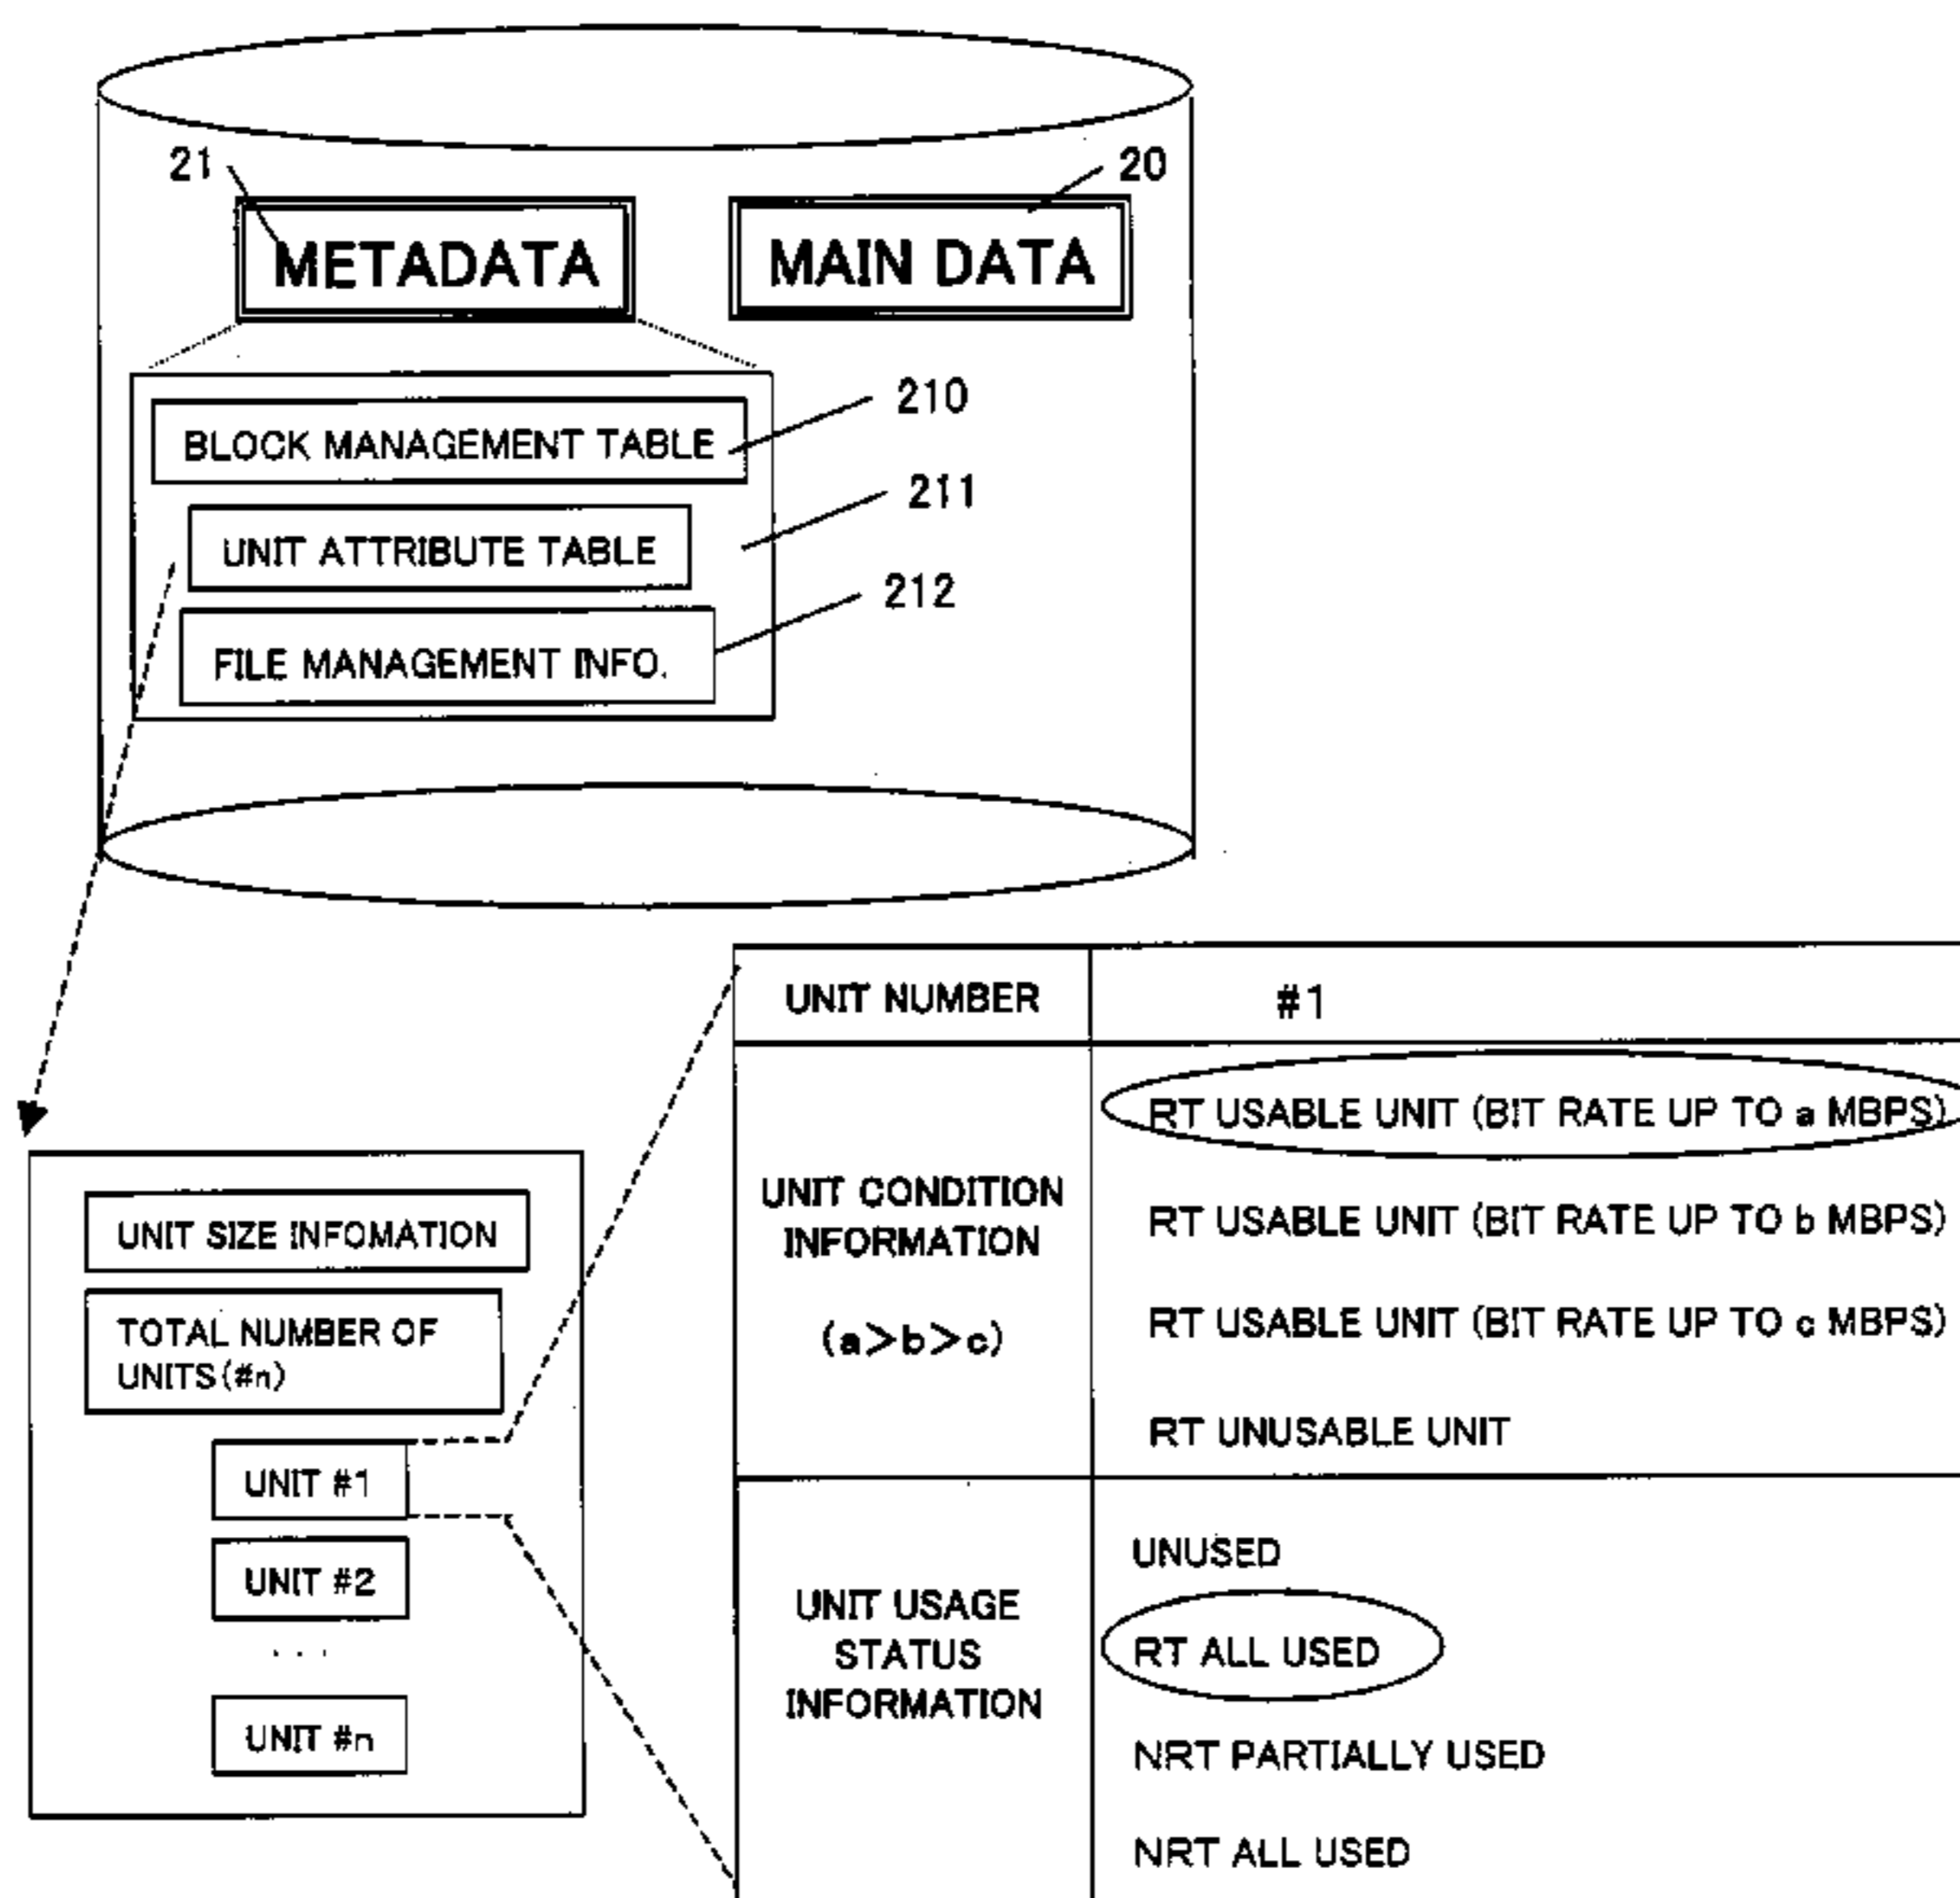 21
20
METADATA
MAIN DATA
210
BLOCK MANAGEMENT TABLE
211
UNIT ATTRIBUTE TABLE
212
FILE MANAGEMENT INFO.
UNIT SIZE INFOMATION
TOTAL NUMBER OF
UNITS(#n)
UNIT #1
UNIT #2
...
UNIT #n
UNIT NUMBER
#1
UNIT CONDITION
INFORMATION
(a>b>c)
RT USABLE UNIT (BIT RATE UP TO a MBPS)
RT USABLE UNIT (BIT RATE UP TO b MBPS)
RT USABLE UNIT (BIT RATE UP TO c MBPS)
RT UNUSABLE UNIT
UNIT USAGE
STATUS
INFORMATION
UNUSED
RT ALL USED
NRT PARTIALLY USED
NRT ALL USED